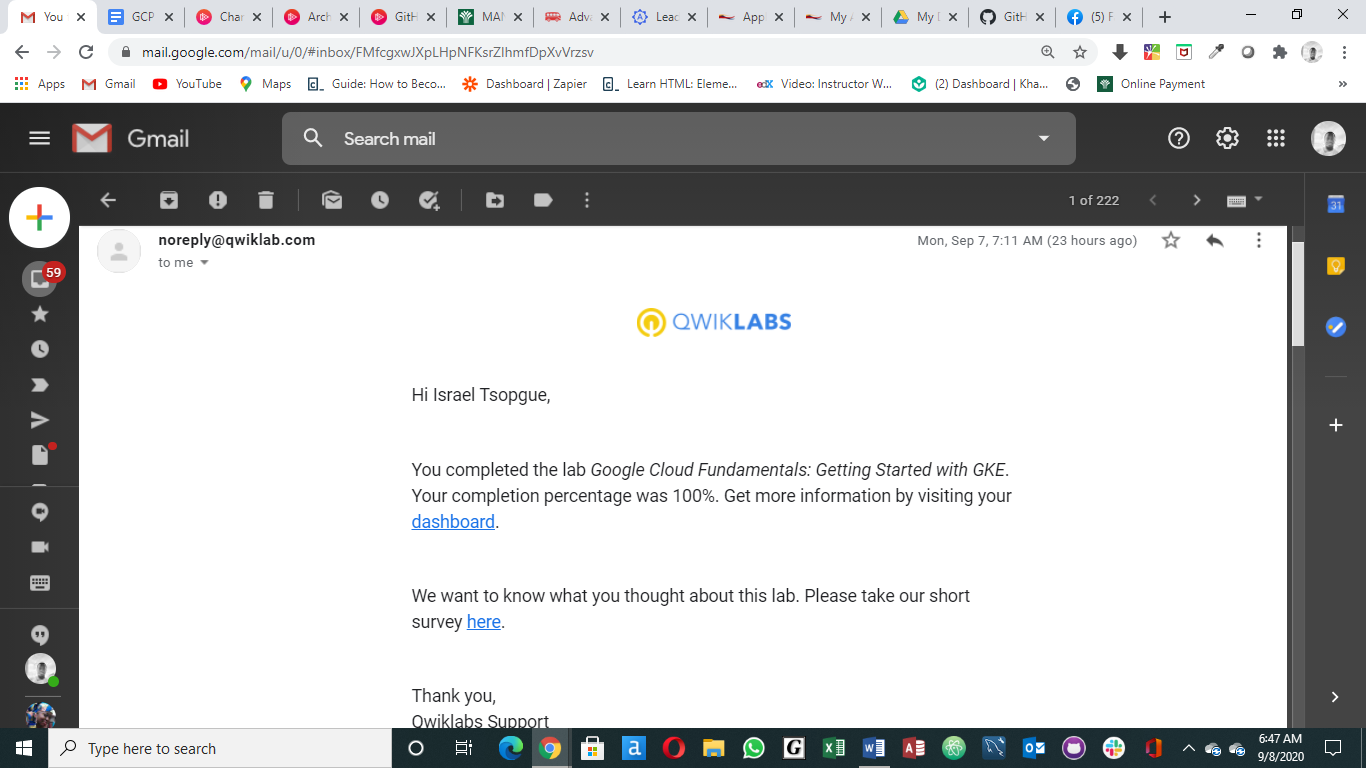 You
GCP
Char
Arch
GitH
MAN
Adva
Lead
App
My A
My D
GitH
(5) F
mail.google.com/mail/u/0/#inbox/FMfcgxwJXpLHpNFKsrZlhmfDpXvVrzsv
Apps
Gmail
YouTube
Maps
Guide: How to Beco...
Dashboard | Zapier
Learn HTML: Eleme...
edX
Video: Instructor W...
(2) Dashboard | Kha...
Online Payment
Gmail
Search mail
1 of 222
31
59
noreply@qwiklab.com
Mon, Sep 7, 7:11 AM (23 hours ago)
to me
QWIKLABS
Hi Israel Tsopgue,
You completed the lab Google Cloud Fundamentals: Getting Started with GKE.
Your completion percentage was 100%. Get more information by visiting your
dashboard.
We want to know what you thought about this lab. Please take our short
survey here.
Thank you,
Qwiklabs Support
Type here to search
6:47 AM
9/8/2020